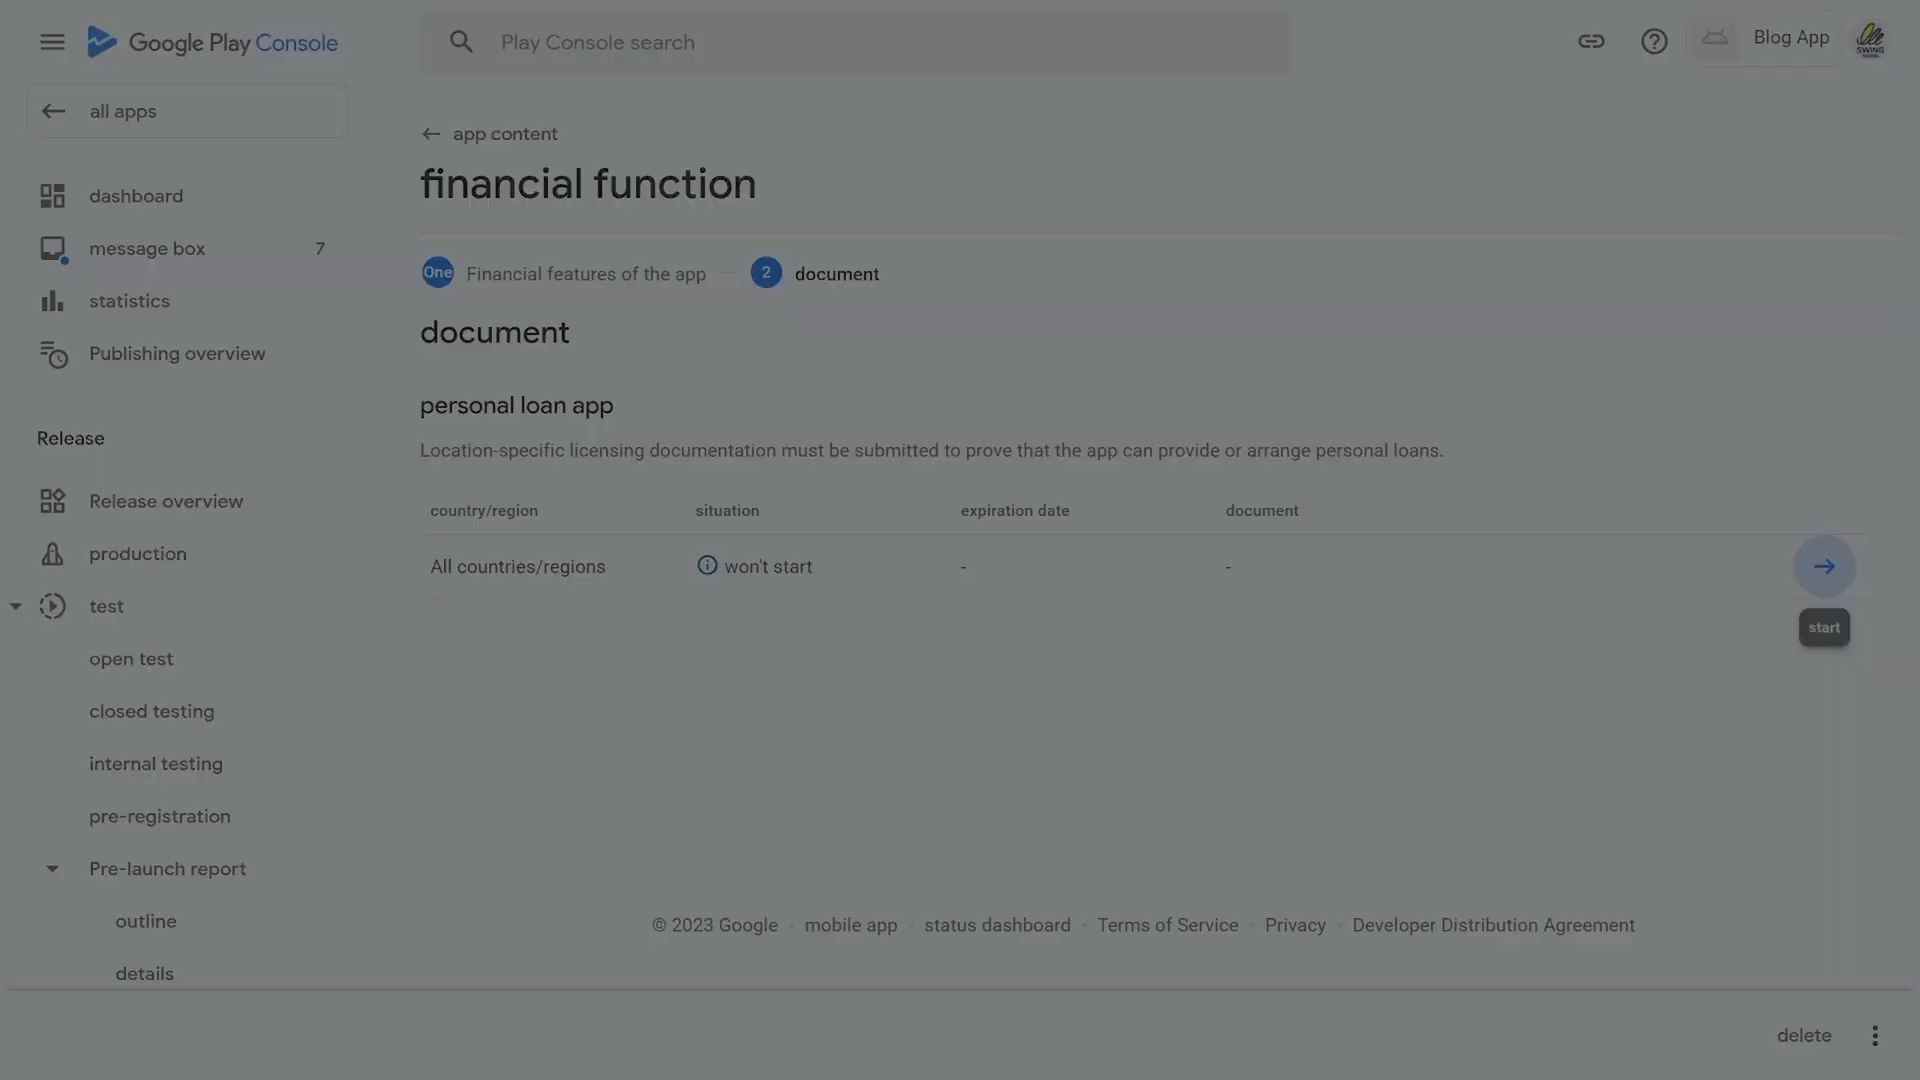 Google Play Console
Play Console search
Blog App
SWING
all apps
app content
financial function
dashboard
message box 7
statistics
Publishing overview
One Financial features of the app 2 document
document
personal loan app
Location-specific licensing documentation must be submitted to prove that the app can provide or arrange personal loans.
country/region situation expiration date document
All countries/regions won't start - -
start
Release
Release overview
production
test
open test
closed testing
internal testing
pre-registration
Pre-launch report
outline
details
© 2023 Google · mobile app · status dashboard · Terms of Service · Privacy · Developer Distribution Agreement
delete